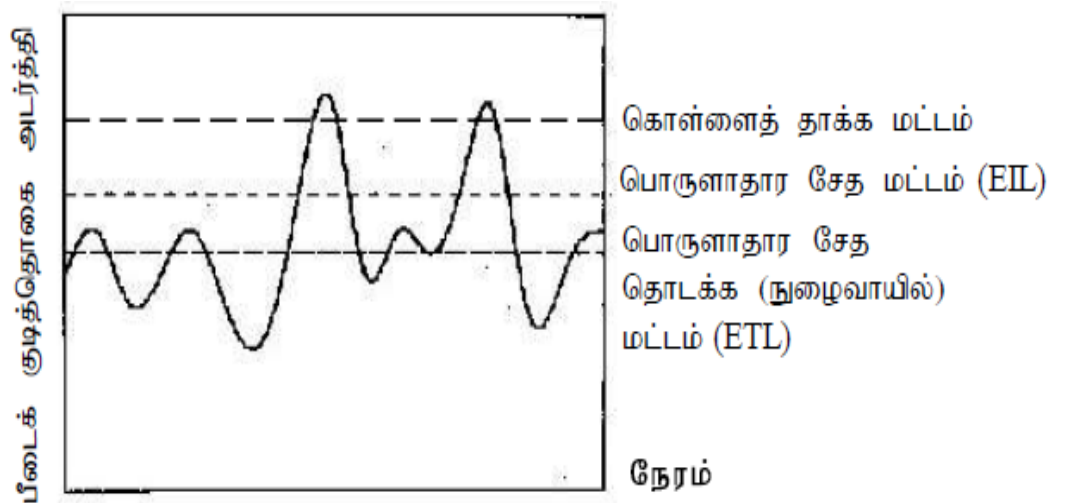 பீடைக் குடித்தொகை அடர்த்தி
கொள்ளைத் தாக்க மட்டம்
பொருளாதார சேத மட்டம் (EIL)
பொருளாதார சேத
தொடக்க (நுழைவாயில்)
மட்டம் (ETL)
நேரம்